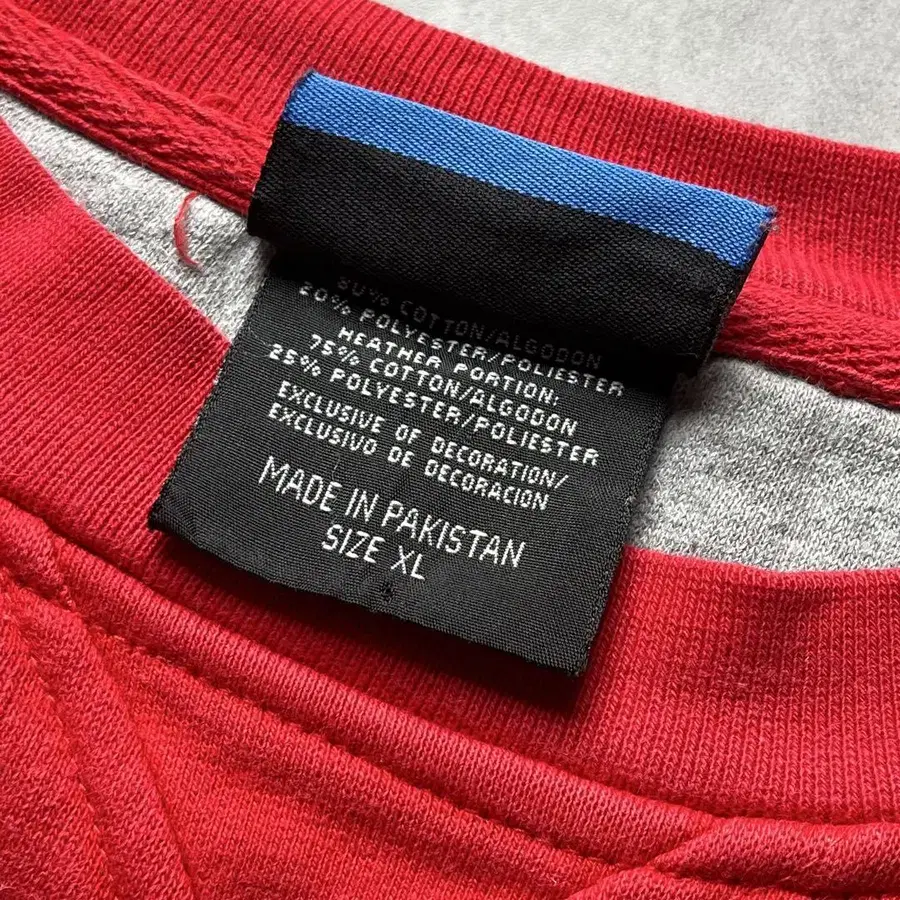 80% COTTON/ALGODON
20% POLYESTER/POLIESTER
HEATHER PORTION:
75% COTTON/ALGODON
25% POLYESTER/POLIESTER
EXCLUSIVE OF DECORATION/
EXCLUSIVO DE DECORACION
MADE IN PAKISTAN
SIZE XL